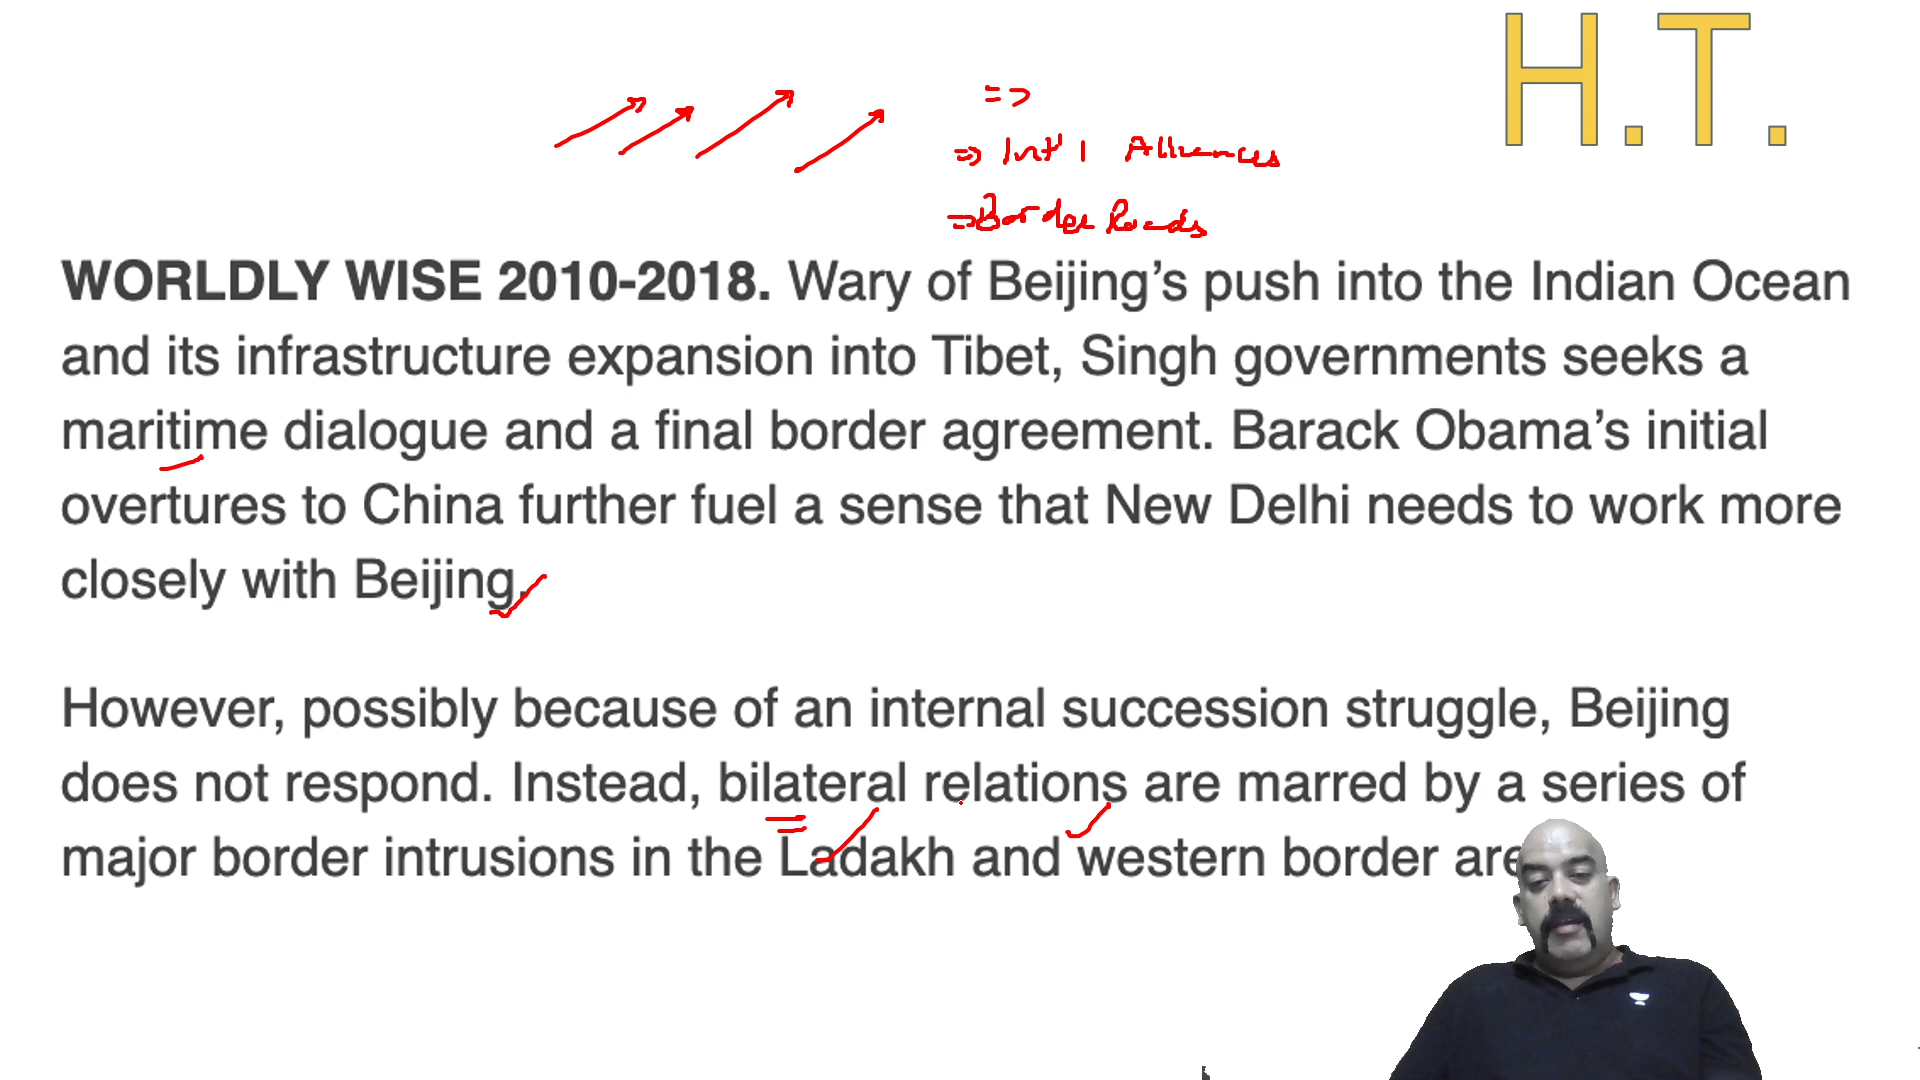 H.T.
=>
=> Int'l Alliances
=> Border Roads
WORLDLY WISE 2010-2018. Wary of Beijing’s push into the Indian Ocean
and its infrastructure expansion into Tibet, Singh governments seeks a
maritime dialogue and a final border agreement. Barack Obama’s initial
overtures to China further fuel a sense that New Delhi needs to work more
closely with Beijing.
However, possibly because of an internal succession struggle, Beijing
does not respond. Instead, bilateral relations are marred by a series of
major border intrusions in the Ladakh and western border